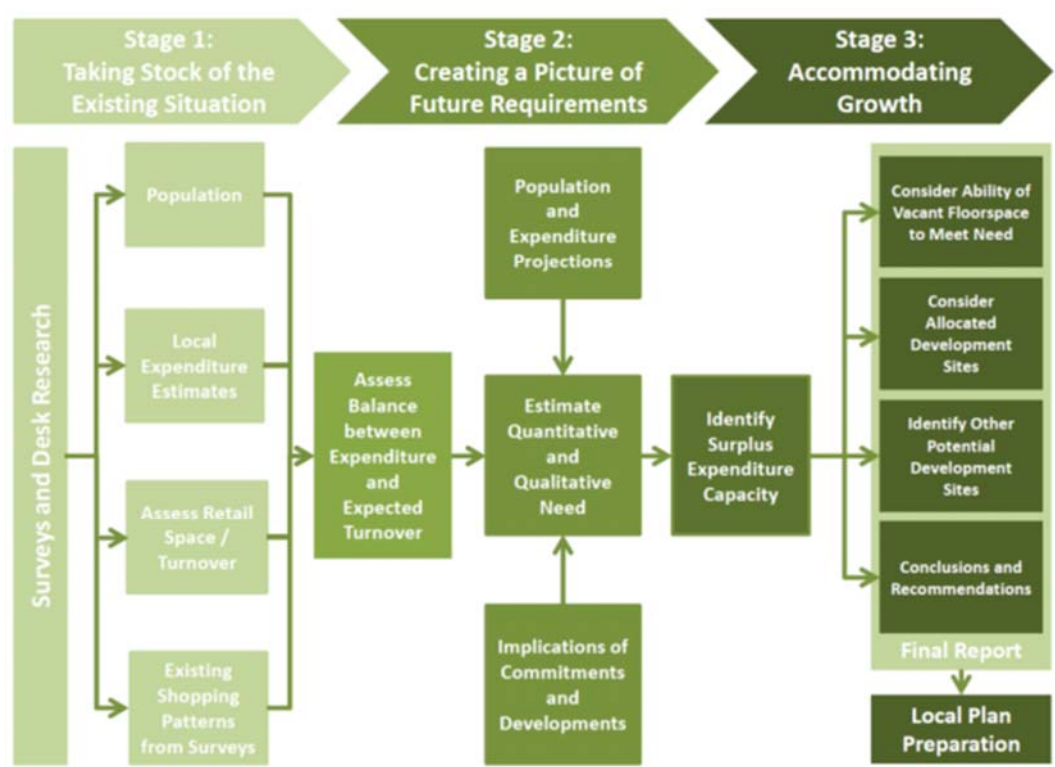 Stage 1:
Taking Stock of the
Existing Situation
Stage 2:
Creating a Picture of
Future Requirements
Stage 3:
Accommodating
Growth
Surveys and Desk Research
Population
Local
Expenditure
Estimates
Assess Retail
Space /
Turnover
Existing
Shopping
Patterns
from Surveys
Assess
Balance
between
Expenditure
and
Expected
Turnover
Population
and
Expenditure
Projections
Estimate
Quantitative
and
Qualitative
Need
Implications of
Commitments
and
Developments
Identify
Surplus
Expenditure
Capacity
Consider Ability of
Vacant Floorspace
to Meet Need
Consider
Allocated
Development
Sites
Identify Other
Potential
Development
Sites
Conclusions and
Recommendations
Final Report
Local Plan
Preparation